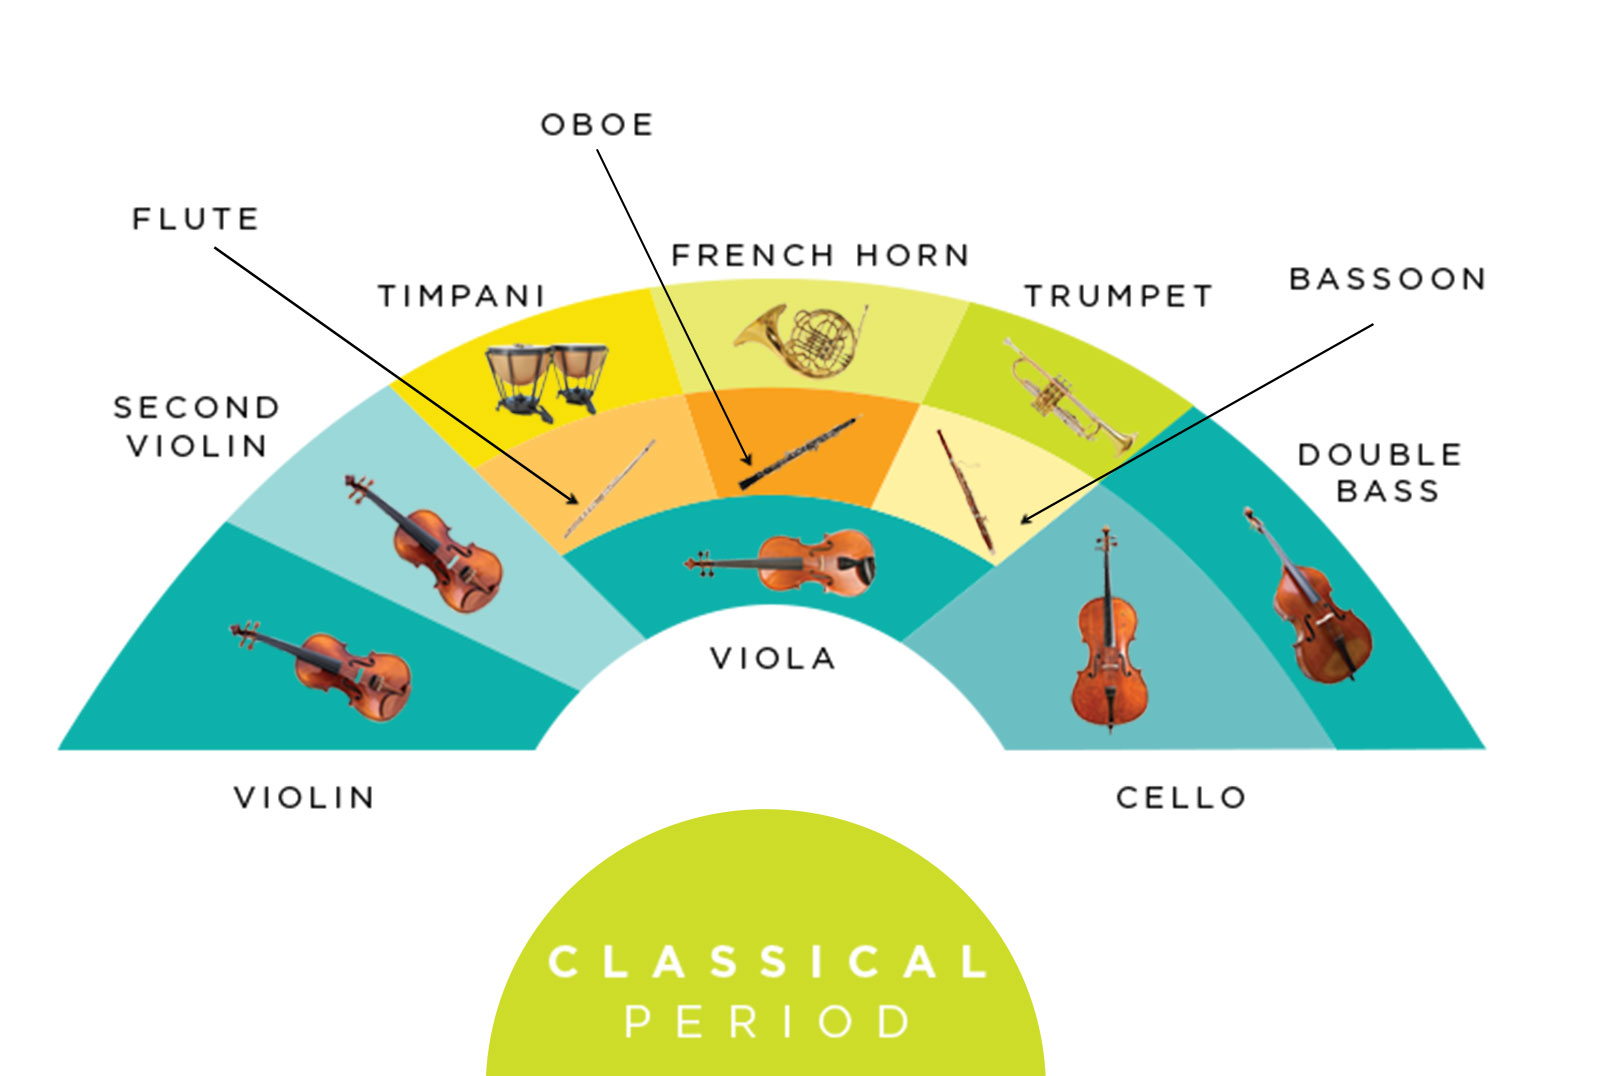 OBOE
FLUTE
FRENCH HORN
BASSOON
TIMPANI
TRUMPET
SECOND
VIOLIN
DOUBLE
BASS
VIOLA
VIOLIN
CELLO
CLASSICAL
PERIOD